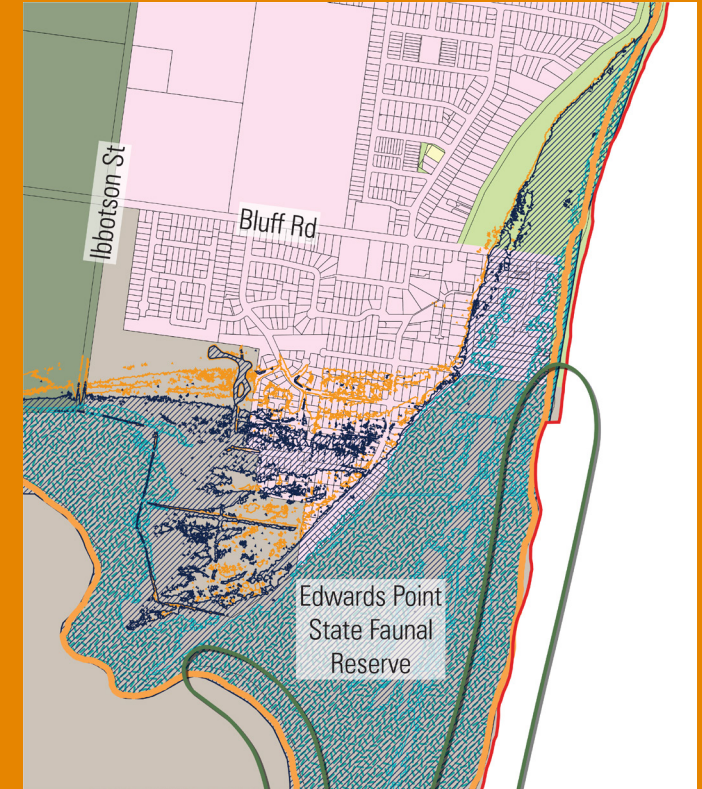 Ibbotson St
Bluff Rd
Edwards Point
State Faunal
Reserve